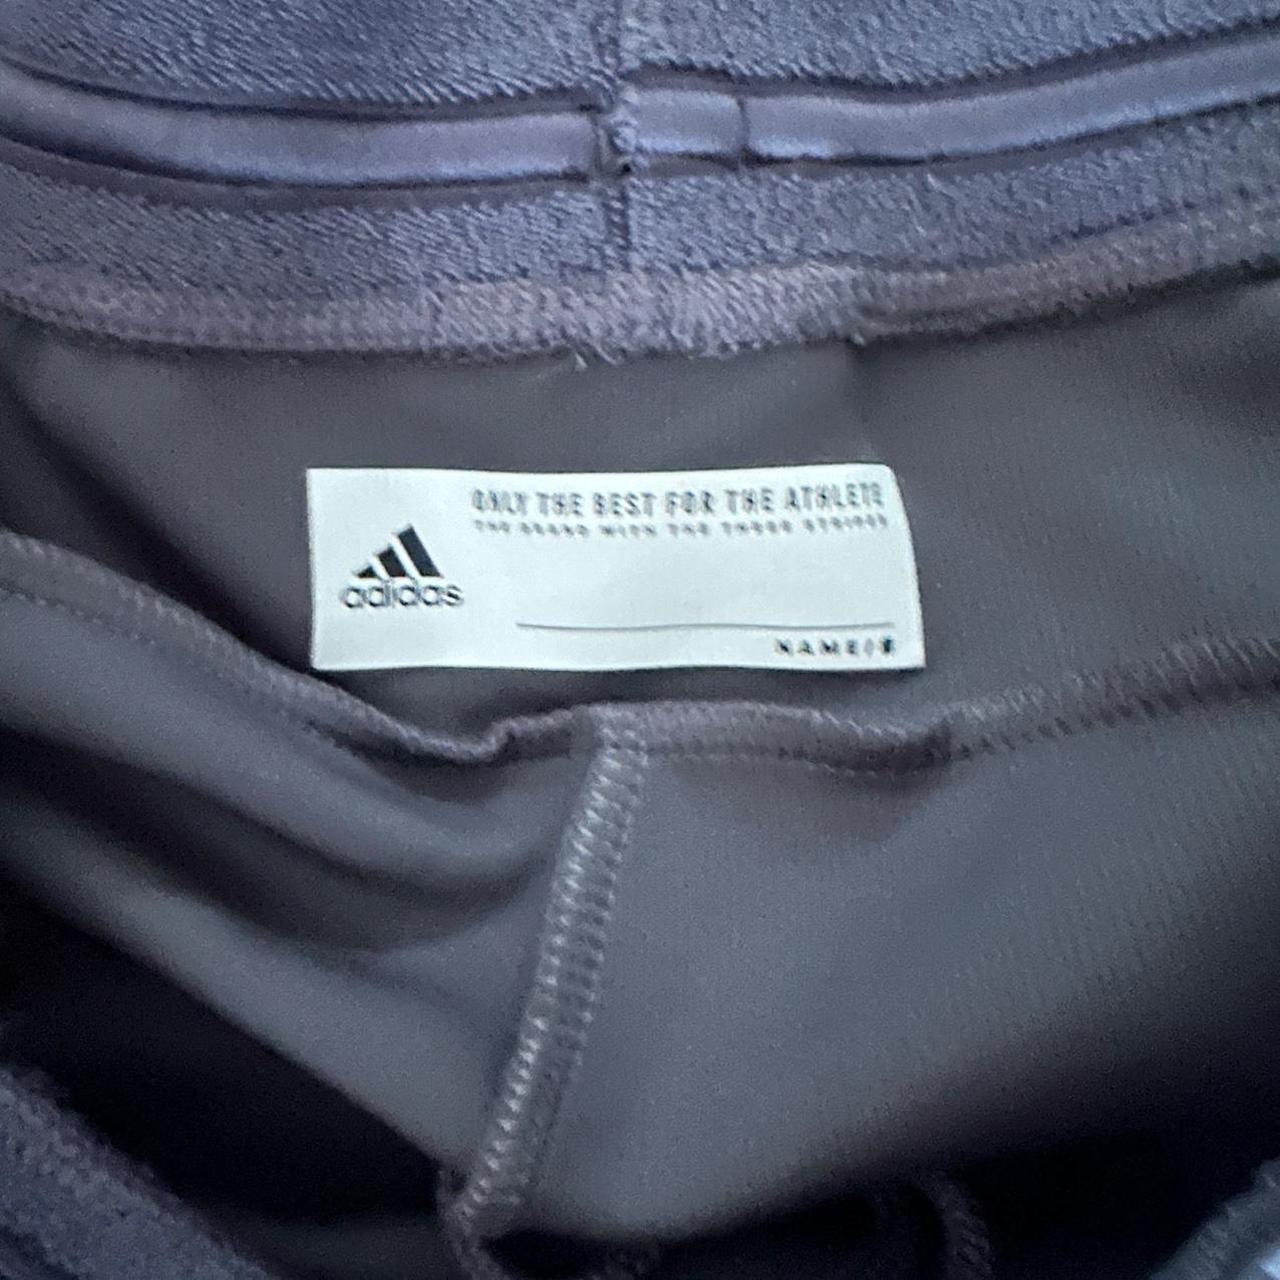 ONLY THE BEST FOR THE ATHLETE
THE BRAND WITH THE THREE STRIPES
adidas
NAME/#